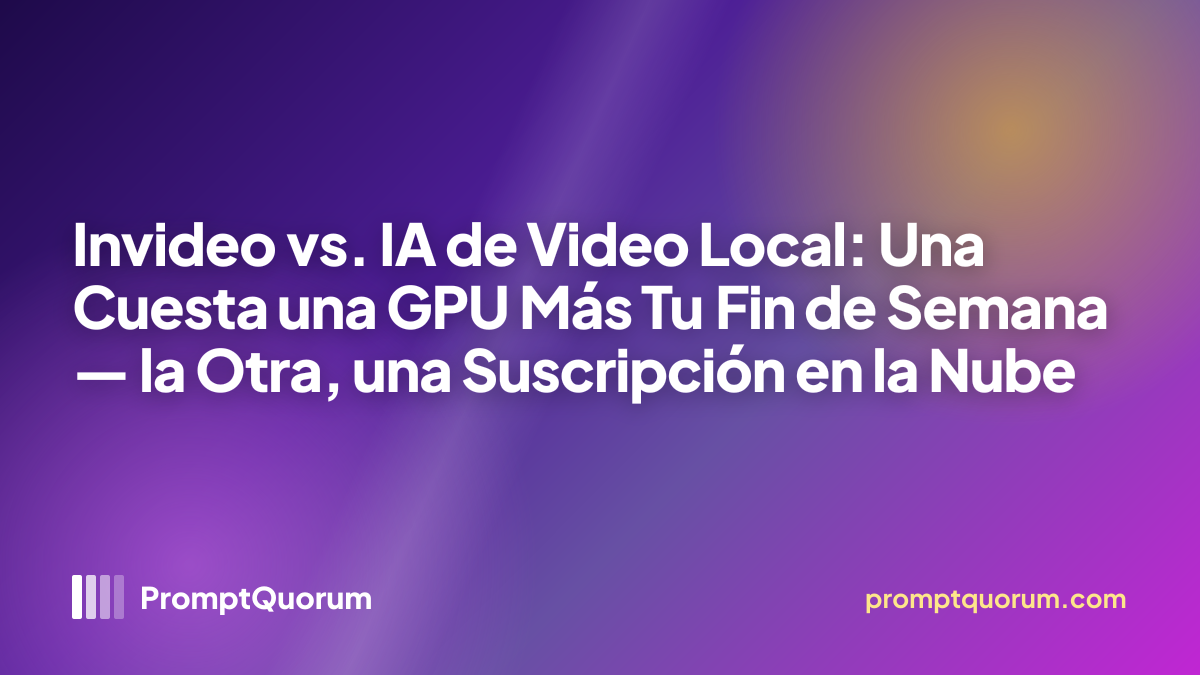 Invideo vs. IA de Video Local: Una
Cuesta una GPU Más Tu Fin de Semana
— la Otra, una Suscripción en la Nube
PromptQuorum
promptquorum.com